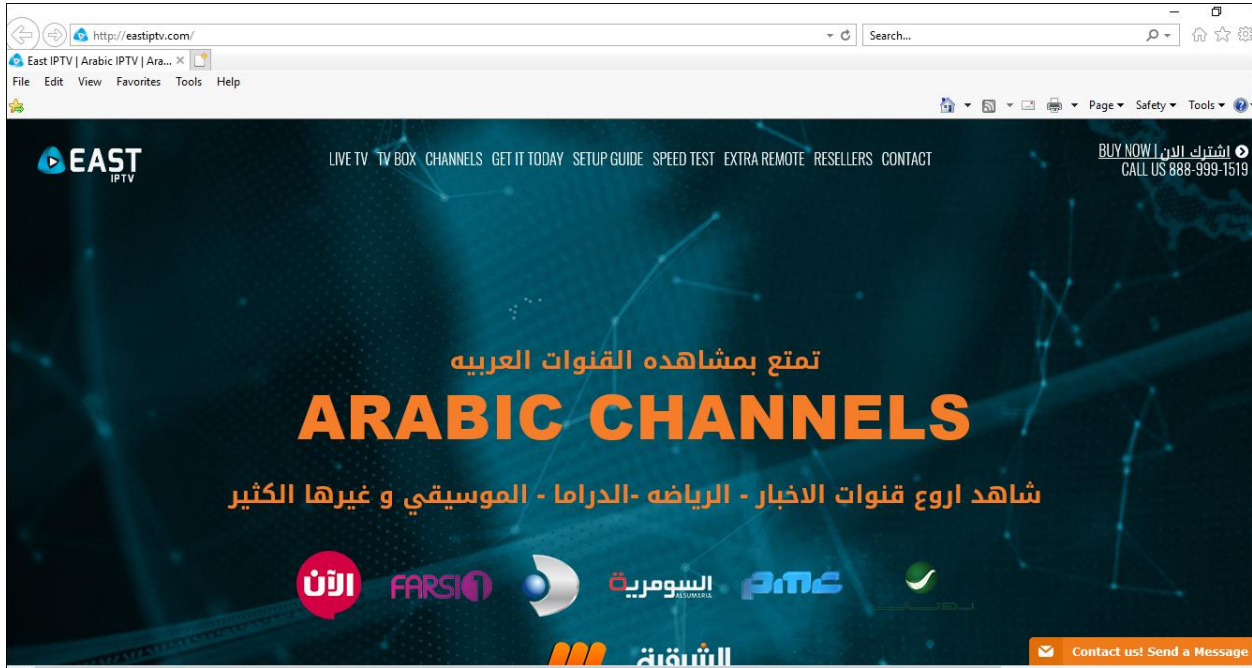 http://eastiptv.com/
Search...
East IPTV | Arabic IPTV | Ara...
File Edit View Favorites Tools Help
Page Safety Tools
EAST
IPTV
LIVE TV TV BOX CHANNELS GET IT TODAY SETUP GUIDE SPEED TEST EXTRA REMOTE RESELLERS CONTACT
BUY NOW | اشترك الان
CALL US 888-999-1519
تمتع بمشاهده القنوات العربيه
ARABIC CHANNELS
شاهد اروع قنوات الاخبار - الرياضه -الدراما - الموسيقي و غيرها الكثير
الآن
FARSI1
السومرية
ALSUMARIA
PMC
روتانا
الشرقية
Contact us! Send a Message